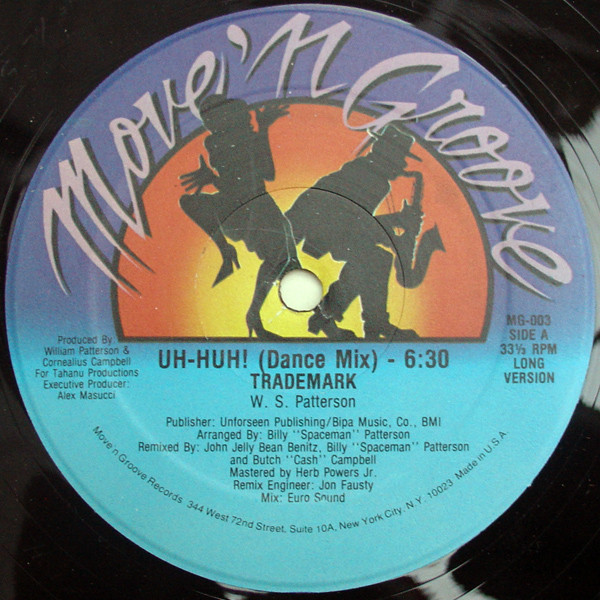 Move 'N Groove
MG-003
SIDE A
33⅓ RPM
LONG
VERSION
Produced By
William Patterson &
Cornealius Campbell
For Tahanu Productions
Executive Producer:
Alex Masucci
UH-HUH! (Dance Mix) - 6:30
TRADEMARK
W. S. Patterson
Publisher: Unforseen Publishing/Bipa Music, Co., BMI
Arranged By: Billy "Spaceman" Patterson
Remixed By: John Jelly Bean Benitz, Billy "Spaceman" Patterson
and Butch "Cash" Campbell
Mastered by Herb Powers Jr.
Remix Engineer: Jon Fausty
Mix: Euro Sound
Move'n Groove Records 344 West 72nd Street, Suite 10A, New York City, N.Y. 10023 Made in U.S.A